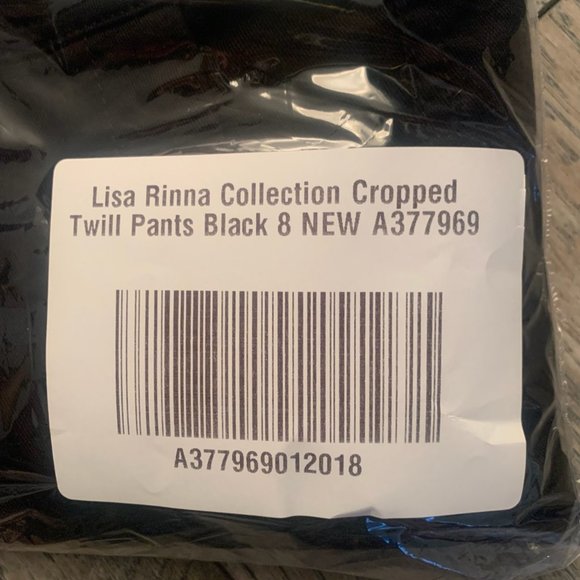 Lisa Rinna Collection Cropped
Twill Pants Black 8 NEW A377969
A377969012018